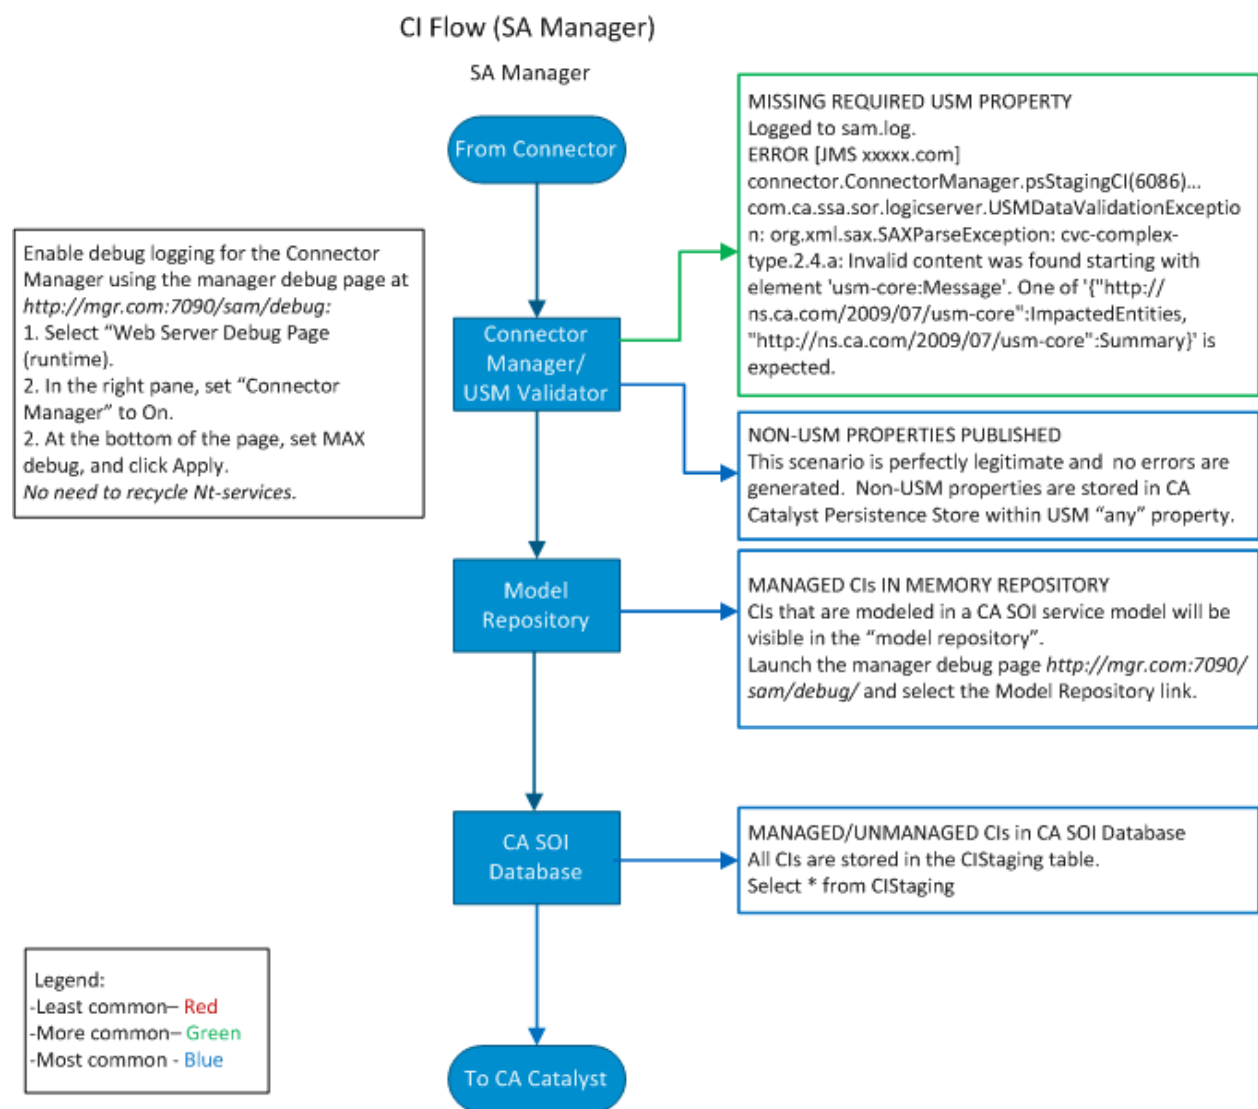 CI Flow (SA Manager)
SA Manager
From Connector
MISSING REQUIRED USM PROPERTY
Logged to sam.log.
ERROR [JMS xxxxx.com]
connector.ConnectorManager.psStagingCI(6086)...
com.ca.ssa.sor.logicserver.USMDataValidationExceptio
n: org.xml.sax.SAXParseException: cvc-complex-
type.2.4.a: Invalid content was found starting with
element 'usm-core:Message'. One of '{"http://
ns.ca.com/2009/07/usm-core":ImpactedEntities,
"http://ns.ca.com/2009/07/usm-core":Summary}' is
expected.
Enable debug logging for the Connector
Manager using the manager debug page at
http://mgr.com:7090/sam/debug:
1. Select “Web Server Debug Page
(runtime).
2. In the right pane, set “Connector
Manager” to On.
2. At the bottom of the page, set MAX
debug, and click Apply.
No need to recycle Nt-services.
Connector
Manager/
USM Validator
NON-USM PROPERTIES PUBLISHED
This scenario is perfectly legitimate and  no errors are
generated.  Non-USM properties are stored in CA
Catalyst Persistence Store within USM “any” property.
Model
Repository
MANAGED CIs IN MEMORY REPOSITORY
CIs that are modeled in a CA SOI service model will be
visible in the “model repository”.
Launch the manager debug page http://mgr.com:7090/
sam/debug/ and select the Model Repository link.
CA SOI
Database
MANAGED/UNMANAGED CIs in CA SOI Database
All CIs are stored in the CIStaging table.
Select * from CIStaging
Legend:
-Least common– Red
-More common– Green
-Most common - Blue
To CA Catalyst